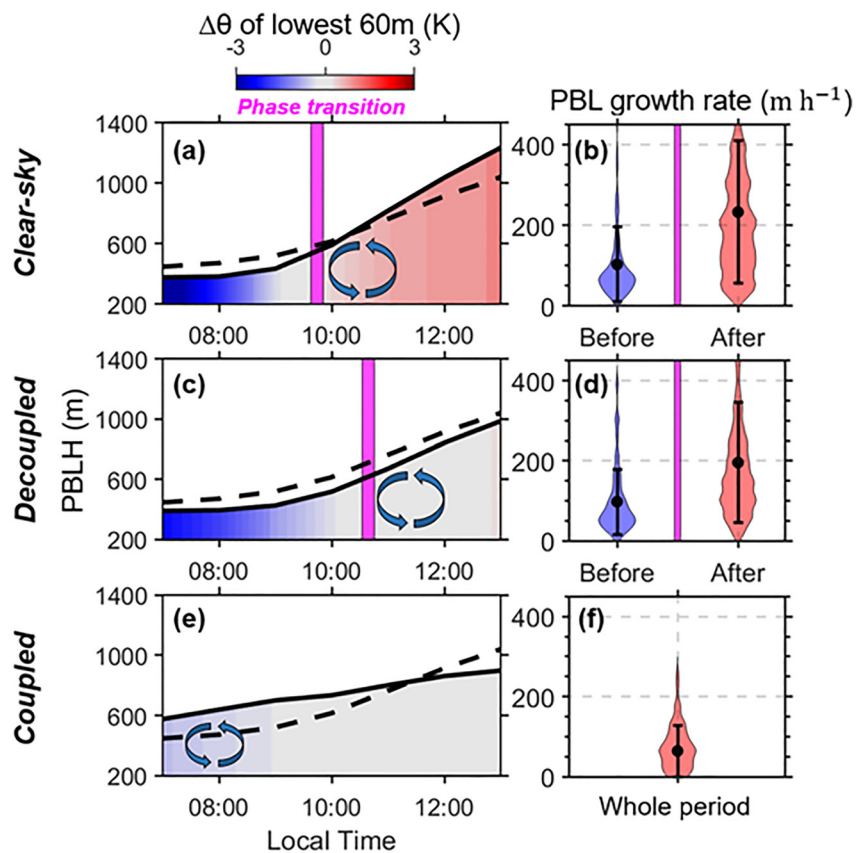 Δθ of lowest 60m (K)
-3 0 3
Phase transition
PBL growth rate (m h⁻¹)
Clear-sky
1400
1000
600
200
(a)
08:00 10:00 12:00
400
200
0
(b)
Before After
Decoupled
PBLH (m)
1400
1000
600
200
(c)
08:00 10:00 12:00
400
200
0
(d)
Before After
Coupled
1400
1000
600
200
(e)
08:00 10:00 12:00
Local Time
400
200
0
(f)
Whole period